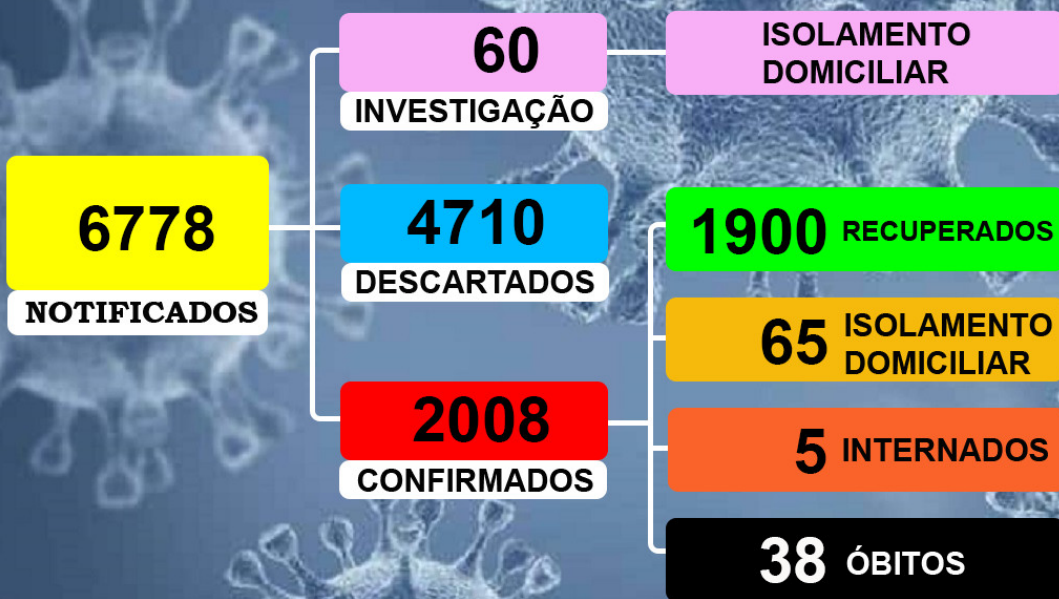 6778
NOTIFICADOS
60
INVESTIGAÇÃO
ISOLAMENTO
DOMICILIAR
4710
DESCARTADOS
2008
CONFIRMADOS
1900 RECUPERADOS
65 ISOLAMENTO
DOMICILIAR
5 INTERNADOS
38 ÓBITOS